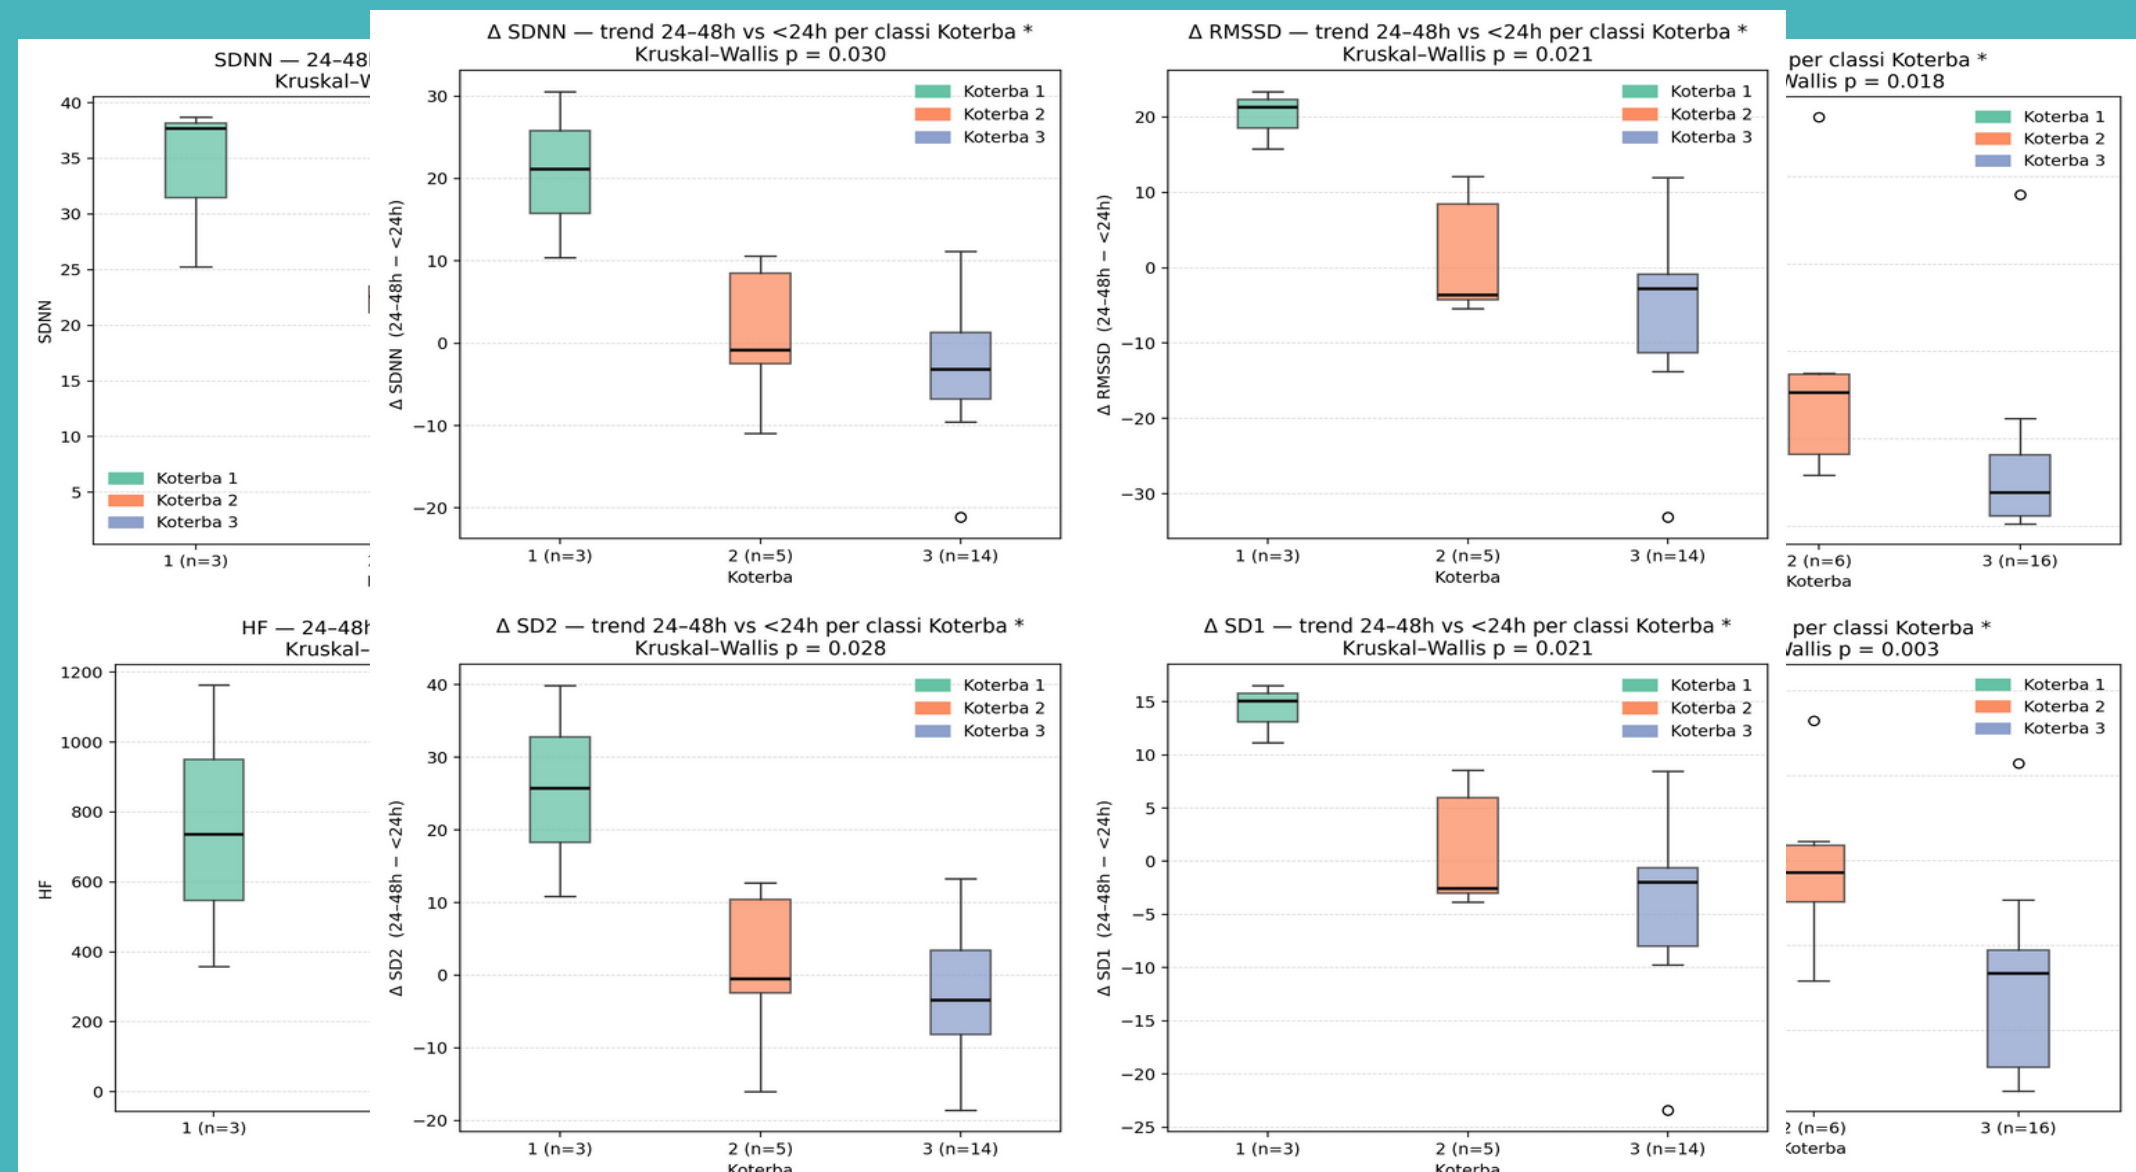 SDNN — 24–48
Kruskal–W
40
35
30
25
20
15
10
5
SDNN
Koterba 1
Koterba 2
Koterba 3
1 (n=3)
Δ SDNN — trend 24–48h vs <24h per classi Koterba *
Kruskal–Wallis p = 0.030
30
20
10
0
−10
−20
Δ SDNN (24–48h − <24h)
Koterba 1
Koterba 2
Koterba 3
1 (n=3)
2 (n=5)
3 (n=14)
Koterba
Δ RMSSD — trend 24–48h vs <24h per classi Koterba *
Kruskal–Wallis p = 0.021
20
10
0
−10
−20
−30
Δ RMSSD (24–48h − <24h)
Koterba 1
Koterba 2
Koterba 3
1 (n=3)
2 (n=5)
3 (n=14)
Koterba
per classi Koterba *
Wallis p = 0.018
Koterba 1
Koterba 2
Koterba 3
2 (n=6)
3 (n=16)
Koterba
HF — 24–48h
Kruskal–
1200
1000
800
600
400
200
0
HF
1 (n=3)
Δ SD2 — trend 24–48h vs <24h per classi Koterba *
Kruskal–Wallis p = 0.028
40
30
20
10
0
−10
−20
Δ SD2 (24–48h − <24h)
Koterba 1
Koterba 2
Koterba 3
1 (n=3)
2 (n=5)
3 (n=14)
Koterba
Δ SD1 — trend 24–48h vs <24h per classi Koterba *
Kruskal–Wallis p = 0.021
15
10
5
0
−5
−10
−15
−20
−25
Δ SD1 (24–48h − <24h)
Koterba 1
Koterba 2
Koterba 3
1 (n=3)
2 (n=5)
3 (n=14)
Koterba
per classi Koterba *
Wallis p = 0.003
Koterba 1
Koterba 2
Koterba 3
2 (n=6)
3 (n=16)
Koterba